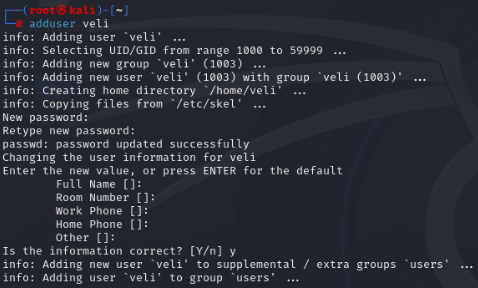 ┌──(root㉿kali)-[~]
└─# adduser veli
info: Adding user `veli' ...
info: Selecting UID/GID from range 1000 to 59999 ...
info: Adding new group `veli' (1003) ...
info: Adding new user `veli' (1003) with group `veli (1003)' ...
info: Creating home directory `/home/veli' ...
info: Copying files from `/etc/skel' ...
New password:
Retype new password:
passwd: password updated successfully
Changing the user information for veli
Enter the new value, or press ENTER for the default
        Full Name []:
        Room Number []:
        Work Phone []:
        Home Phone []:
        Other []:
Is the information correct? [Y/n] y
info: Adding new user `veli' to supplemental / extra groups `users' ...
info: Adding user `veli' to group `users' ...